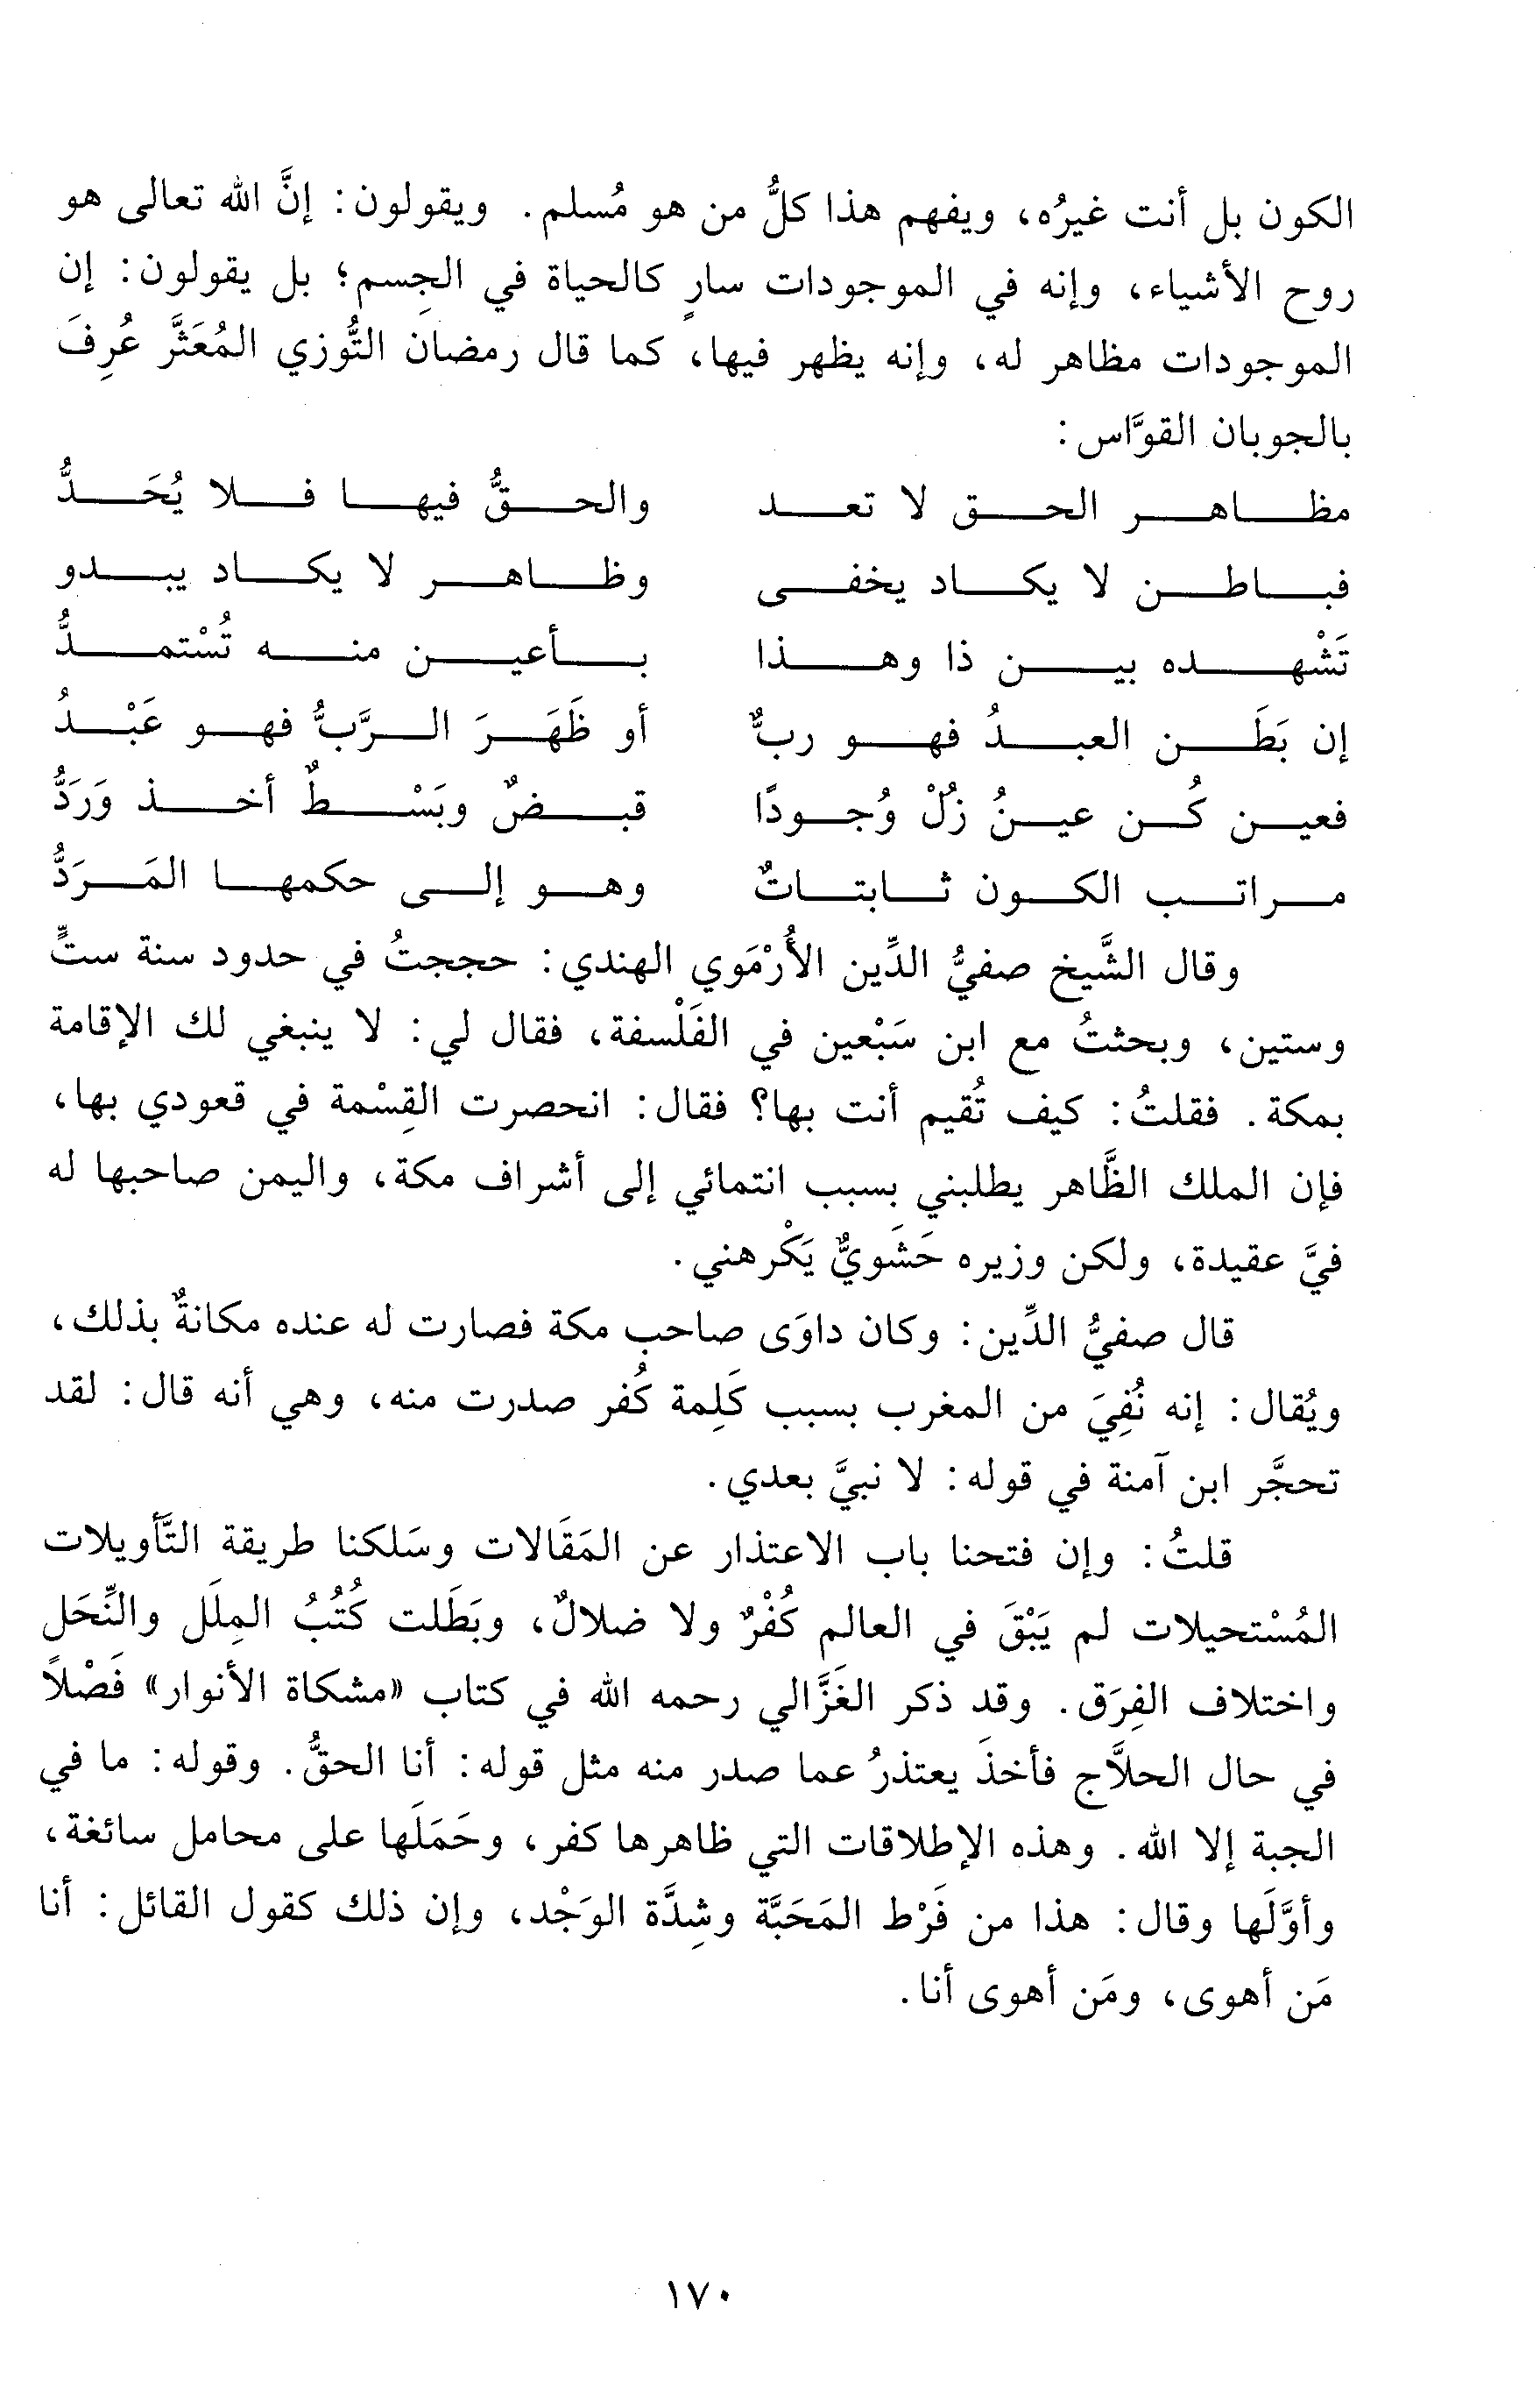 الكون بل أنت غيرُه، ويفهم هذا كلُّ من هو مُسلم. ويقولون: إنَّ الله تعالى هو
روح الأشياء، وإنه في الموجودات سارٍ كالحياة في الجِسم؛ بل يقولون: إن
الموجودات مظاهر له، وإنه يظهر فيها، كما قال رمضان التُّوزي المُعَثَّر عُرِفَ
بالجوبان القوَّاس:
مظاهر الحق لا تعد والحقُّ فيها فلا يُحَدُّ
فباطن لا يكاد يخفى وظاهر لا يكاد يبدو
تَشْهده بين ذا وهذا بأعين منه تُسْتمدُّ
إن بَطَن العبدُ فهو ربٌّ أو ظَهَرَ الرَّبُّ فهو عَبْدُ
فعين كُن عينُ زُلْ وُجودًا قبضٌ وبَسْطٌ أخذ وَرَدُّ
مراتب الكون ثابتاتٌ وهو إلى حكمها المَرَدُّ
وقال الشَّيخ صفيُّ الدِّين الأُرْمَوي الهندي: حججتُ في حدود سنة ستٍّ
وستين، وبحثتُ مع ابن سَبْعين في الفَلْسفة، فقال لي: لا ينبغي لك الإقامة
بمكة. فقلتُ: كيف تُقيم أنت بها؟ فقال: انحصرت القِسْمة في قعودي بها،
فإن الملك الظَّاهر يطلبني بسبب انتمائي إلى أشراف مكة، واليمن صاحبها له
فيَّ عقيدة، ولكن وزيره حَشَويٌّ يَكْرهني.
قال صفيُّ الدِّين: وكان داوَى صاحب مكة فصارت له عنده مكانةٌ بذلك،
ويُقال: إنه نُفِيَ من المغرب بسبب كَلِمة كُفر صدرت منه، وهي أنه قال: لقد
تحجَّر ابن آمنة في قوله: لا نبيَّ بعدي.
قلتُ: وإن فتحنا باب الاعتذار عن المَقَالات وسَلكنا طريقة التَّأويلات
المُسْتحيلات لم يَبْقَ في العالم كُفْرٌ ولا ضلالٌ، وبَطَلت كُتُبُ المِلَل والنِّحَل
واختلاف الفِرَق. وقد ذكر الغَزَّالي رحمه الله في كتاب «مشكاة الأنوار» فَصْلاً
في حال الحلاَّج فأخذَ يعتذرُ عما صدر منه مثل قوله: أنا الحقُّ. وقوله: ما في
الجبة إلا الله. وهذه الإطلاقات التي ظاهرها كفر، وحَمَلَها على محامل سائغة،
وأوَّلَها وقال: هذا من فَرْط المَحَبَّة وشِدَّة الوَجْد، وإن ذلك كقول القائل: أنا
مَن أهوى، ومَن أهوى أنا.
١٧٠